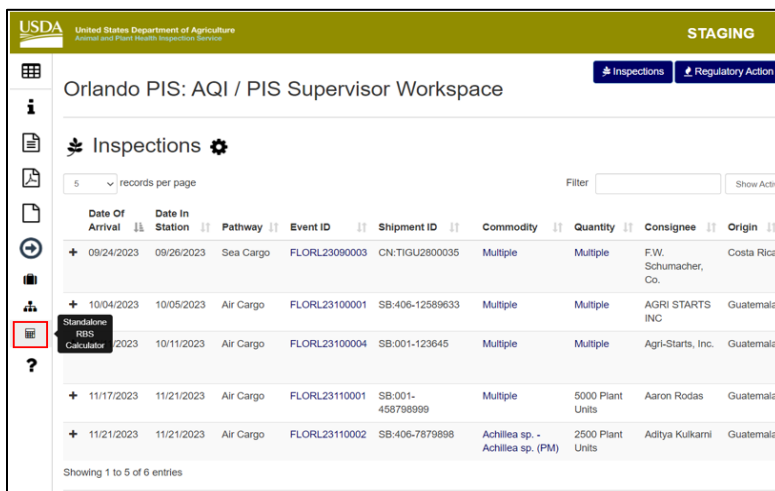 USDA
United States Department of Agriculture
Animal and Plant Health Inspection Service
STAGING
Inspections
Regulatory Action
Orlando PIS: AQI / PIS Supervisor Workspace
Inspections
5 records per page
Filter
Show Acti
Date Of Arrival Date In Station Pathway Event ID Shipment ID Commodity Quantity Consignee Origin
+ 09/24/2023 09/26/2023 Sea Cargo FLORL23090003 CN:TIGU2800035 Multiple Multiple F.W. Costa Rica
Schumacher,
Co.
+ 10/04/2023 10/05/2023 Air Cargo FLORL23100001 SB:406-12589633 Multiple Multiple AGRI STARTS Guatemala
INC
Standalone
RBS
Calculator
/2023 10/11/2023 Air Cargo FLORL23100004 SB:001-123645 Multiple Multiple Agri-Starts, Inc. Guatemala
?
+ 11/17/2023 11/21/2023 Air Cargo FLORL23110001 SB:001- Multiple 5000 Plant Aaron Rodas Guatemala
458798999 Units
+ 11/21/2023 11/21/2023 Air Cargo FLORL23110002 SB:406-7879898 Achillea sp. - 2500 Plant Aditya Kulkarni Guatemala
Achillea sp. (PM) Units
Showing 1 to 5 of 6 entries